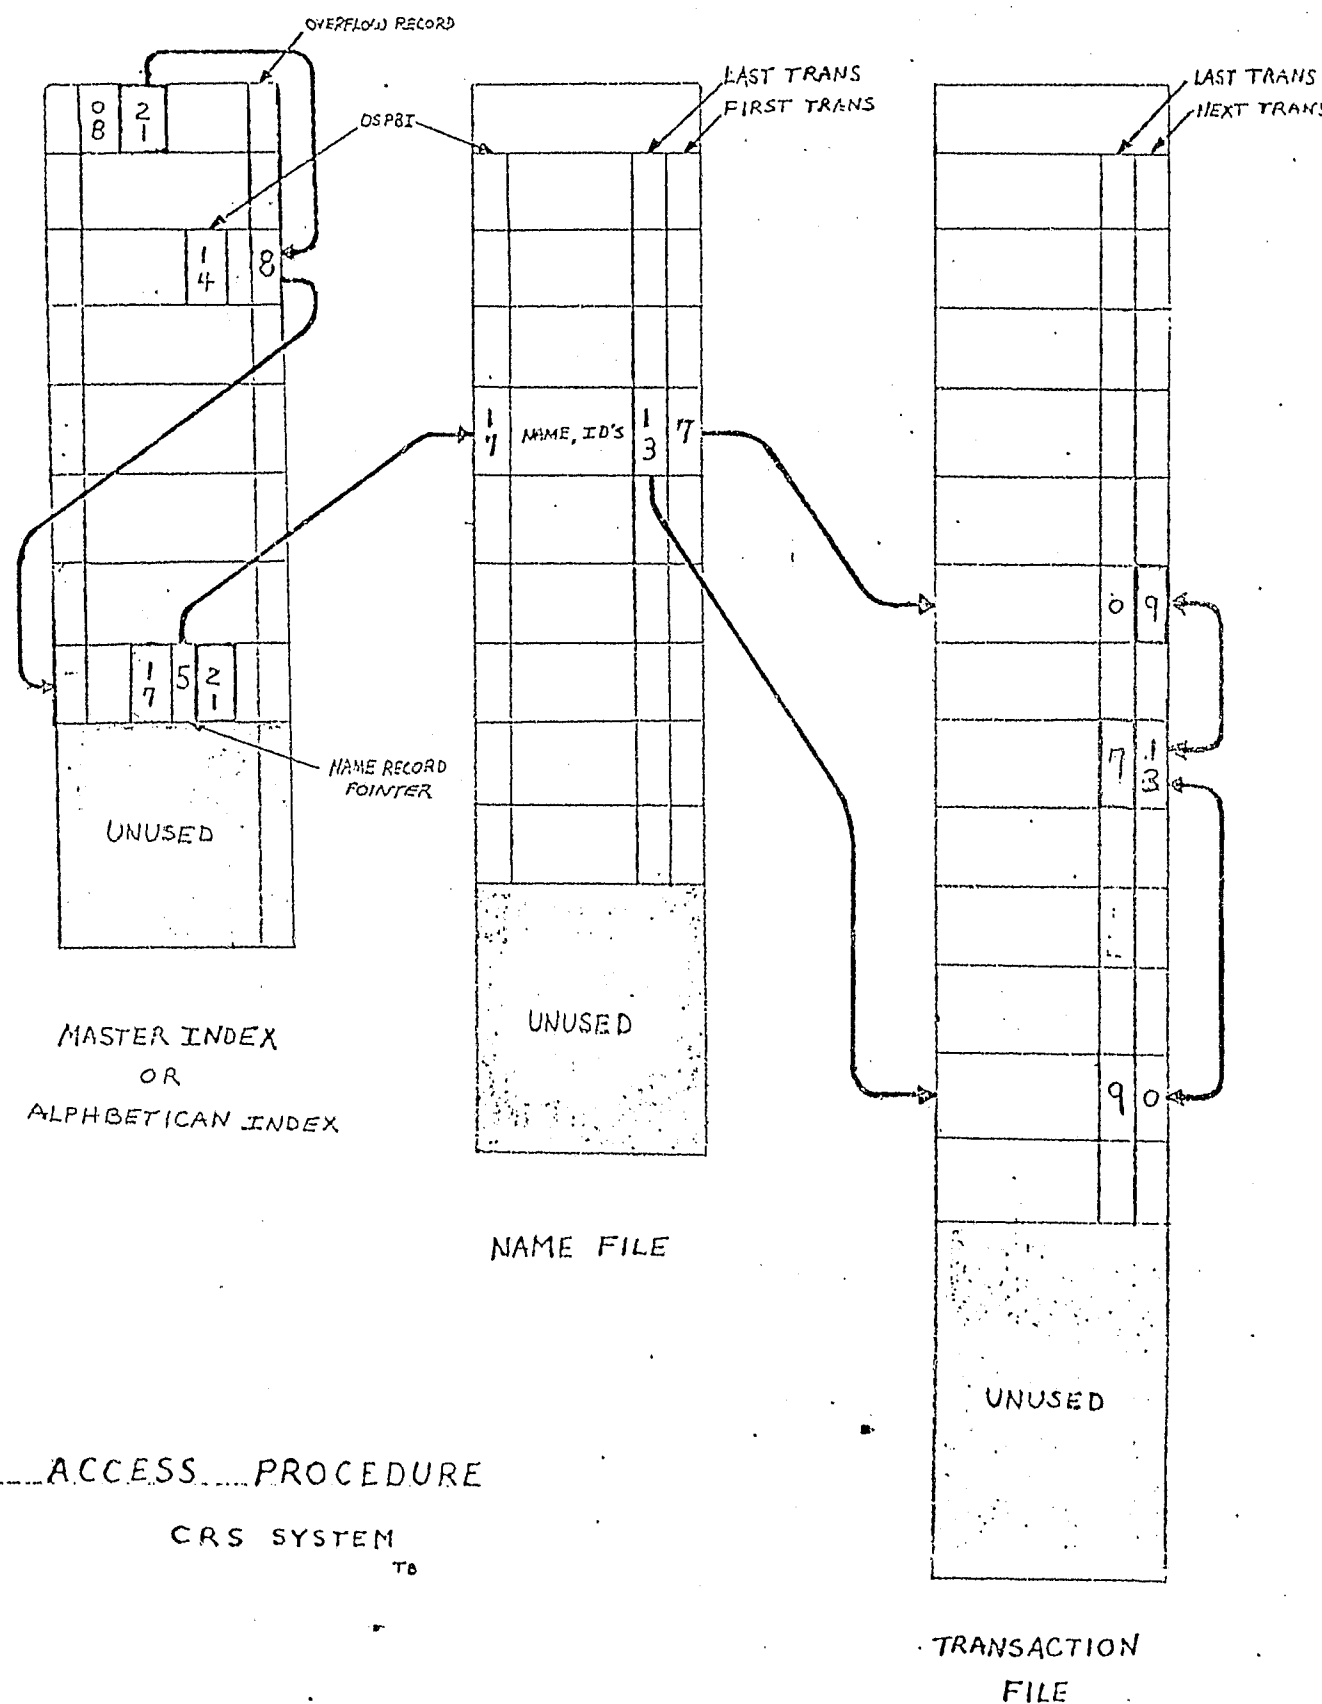 OVERFLOW RECORD
LAST TRANS
FIRST TRANS
LAST TRANS
NEXT TRANS
OSPBI
0
8
2
1
1
4
8
1
7
NAME, ID'S
1
3
7
0
9
1
7
5
2
1
7
1
3
NAME RECORD
POINTER
UNUSED
MASTER INDEX
OR
ALPHBETICAN INDEX
UNUSED
9
0
NAME FILE
UNUSED
ACCESS PROCEDURE
CRS SYSTEM
TB
TRANSACTION
FILE